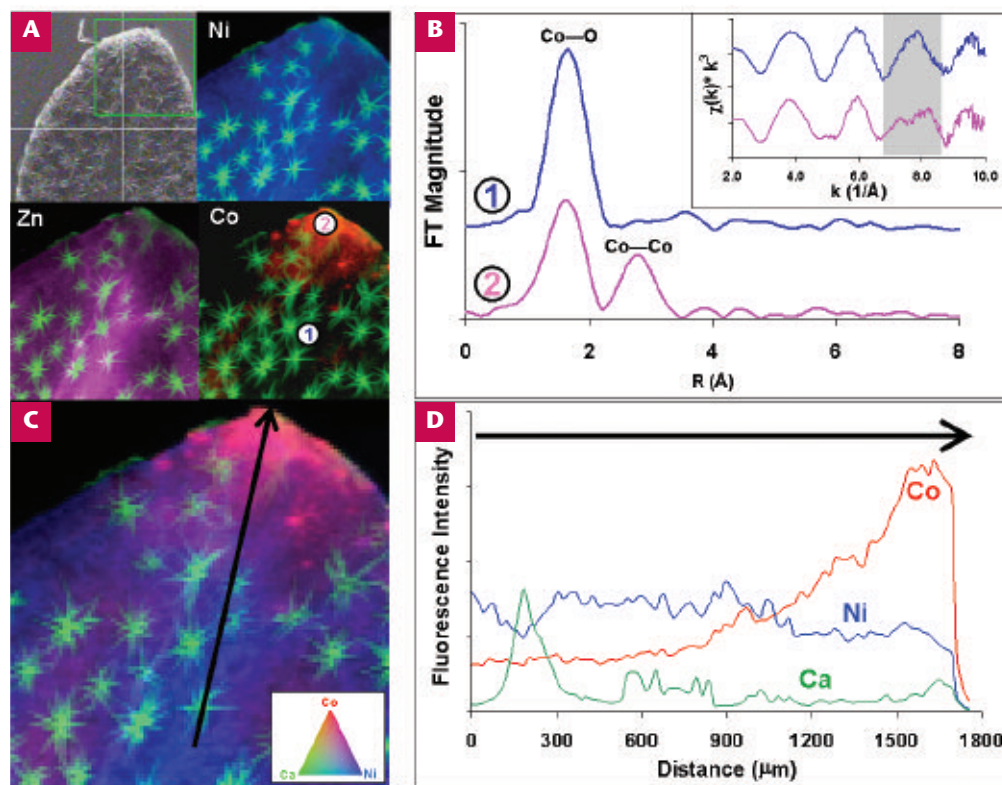 A
Ni
Zn
Co
2
1
B
Co—O
1
Co—Co
2
FT Magnitude
0 2 4 6 8
R (Å)
χ(k)* k³
2.0 4.0 6.0 8.0 10.0
k (1/Å)
C
Co
Ca Ni
D
Co
Ni
Ca
Fluorescence Intensity
0 300 600 900 1200 1500 1800
Distance (μm)